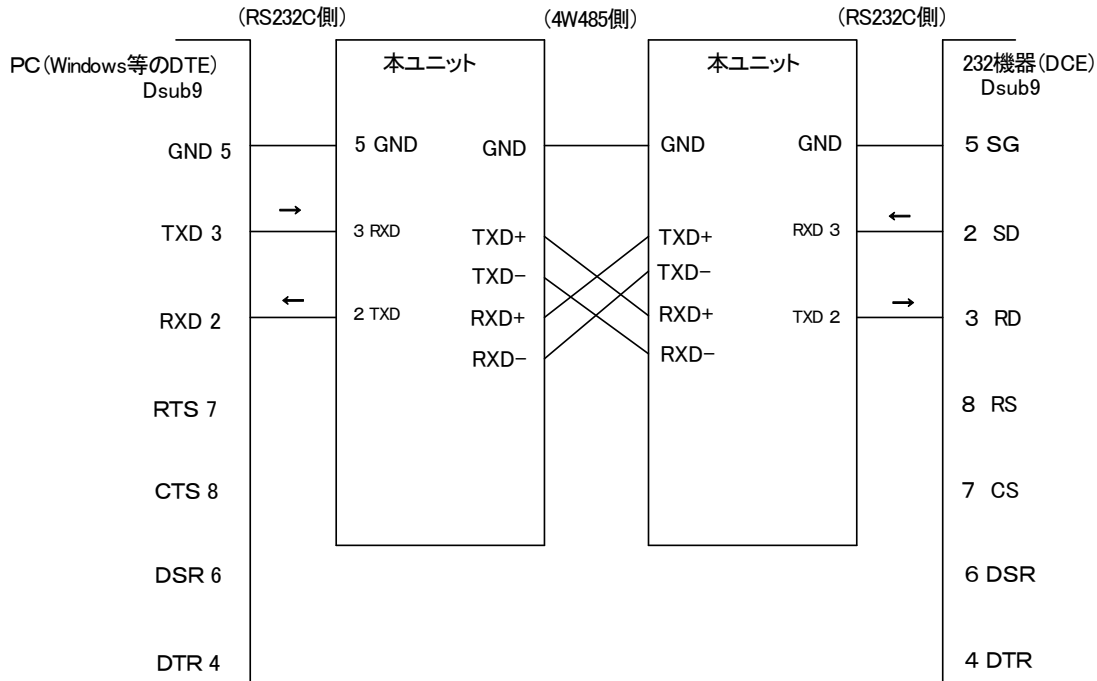 (RS232C側) (4W485側) (RS232C側)
PC(Windows等のDTE) 本ユニット 本ユニット 232機器(DCE)
Dsub9 Dsub9
GND 5 5 GND GND GND GND 5 SG
→ ←
TXD 3 3 RXD TXD+ TXD+ RXD 3 2 SD
TXD- TXD-
← →
RXD 2 2 TXD RXD+ RXD+ TXD 2 3 RD
RXD- RXD-
RTS 7 8 RS
CTS 8 7 CS
DSR 6 6 DSR
DTR 4 4 DTR